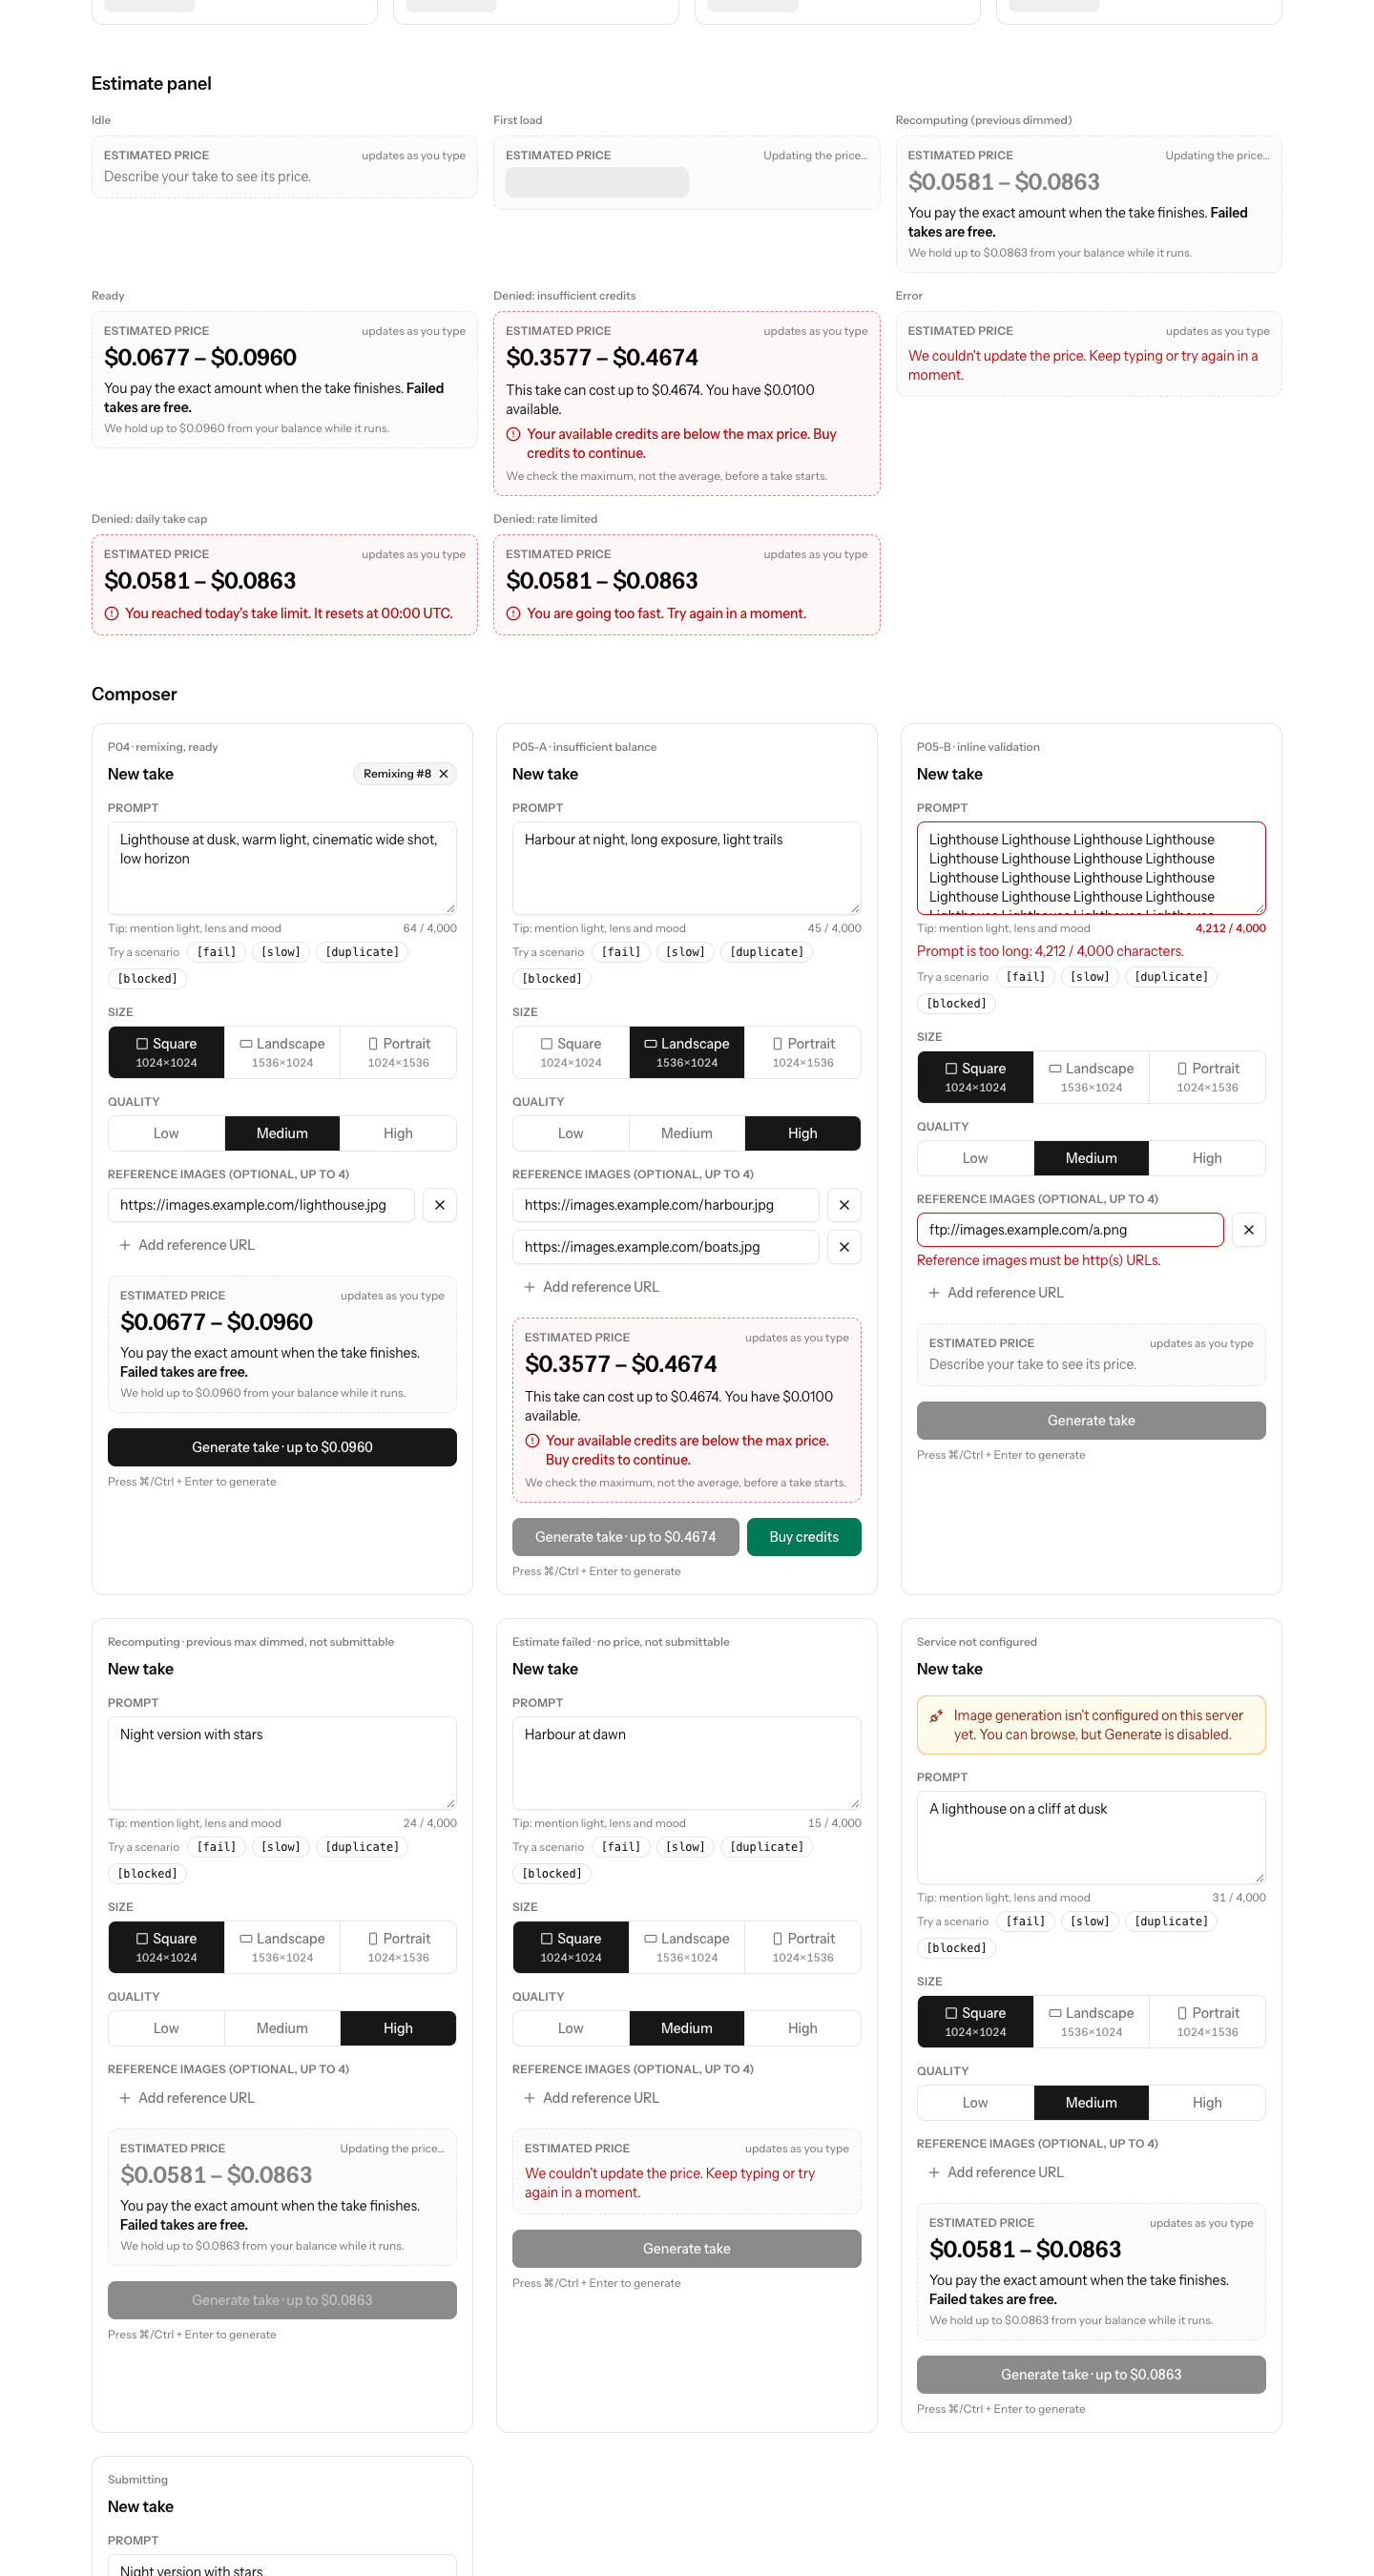 Estimate panel
Idle
ESTIMATED PRICE updates as you type
Describe your take to see its price.
First load
ESTIMATED PRICE Updating the price…
Recomputing (previous dimmed)
ESTIMATED PRICE Updating the price…
$0.0581 – $0.0863
You pay the exact amount when the take finishes. Failed
takes are free.
We hold up to $0.0863 from your balance while it runs.
Ready
ESTIMATED PRICE updates as you type
$0.0677 – $0.0960
You pay the exact amount when the take finishes. Failed
takes are free.
We hold up to $0.0960 from your balance while it runs.
Denied: insufficient credits
ESTIMATED PRICE updates as you type
$0.3577 – $0.4674
This take can cost up to $0.4674. You have $0.0100
available.
Your available credits are below the max price. Buy
credits to continue.
We check the maximum, not the average, before a take starts.
Error
ESTIMATED PRICE updates as you type
We couldn't update the price. Keep typing or try again in a
moment.
Denied: daily take cap
ESTIMATED PRICE updates as you type
$0.0581 – $0.0863
You reached today's take limit. It resets at 00:00 UTC.
Denied: rate limited
ESTIMATED PRICE updates as you type
$0.0581 – $0.0863
You are going too fast. Try again in a moment.
Composer
P04 · remixing, ready
New take Remixing #8 ×
PROMPT
Lighthouse at dusk, warm light, cinematic wide shot,
low horizon
Tip: mention light, lens and mood 64 / 4,000
Try a scenario [fail] [slow] [duplicate]
[blocked]
SIZE
Square Landscape Portrait
1024×1024 1536×1024 1024×1536
QUALITY
Low Medium High
REFERENCE IMAGES (OPTIONAL, UP TO 4)
https://images.example.com/lighthouse.jpg
+ Add reference URL
ESTIMATED PRICE updates as you type
$0.0677 – $0.0960
You pay the exact amount when the take finishes.
Failed takes are free.
We hold up to $0.0960 from your balance while it runs.
Generate take · up to $0.0960
Press ⌘/Ctrl + Enter to generate
P05-A · insufficient balance
New take
PROMPT
Harbour at night, long exposure, light trails
Tip: mention light, lens and mood 45 / 4,000
Try a scenario [fail] [slow] [duplicate]
[blocked]
SIZE
Square Landscape Portrait
1024×1024 1536×1024 1024×1536
QUALITY
Low Medium High
REFERENCE IMAGES (OPTIONAL, UP TO 4)
https://images.example.com/harbour.jpg
https://images.example.com/boats.jpg
+ Add reference URL
ESTIMATED PRICE updates as you type
$0.3577 – $0.4674
This take can cost up to $0.4674. You have $0.0100
available.
Your available credits are below the max price.
Buy credits to continue.
We check the maximum, not the average, before a take starts.
Generate take · up to $0.4674 Buy credits
Press ⌘/Ctrl + Enter to generate
P05-B · inline validation
New take
PROMPT
Lighthouse Lighthouse Lighthouse Lighthouse
Lighthouse Lighthouse Lighthouse Lighthouse
Lighthouse Lighthouse Lighthouse Lighthouse
Lighthouse Lighthouse Lighthouse Lighthouse
Lighthouse Lighthouse Lighthouse Lighthouse
Tip: mention light, lens and mood 4,212 / 4,000
Prompt is too long: 4,212 / 4,000 characters.
Try a scenario [fail] [slow] [duplicate]
[blocked]
SIZE
Square Landscape Portrait
1024×1024 1536×1024 1024×1536
QUALITY
Low Medium High
REFERENCE IMAGES (OPTIONAL, UP TO 4)
ftp://images.example.com/a.png
Reference images must be http(s) URLs.
+ Add reference URL
ESTIMATED PRICE updates as you type
Describe your take to see its price.
Generate take
Press ⌘/Ctrl + Enter to generate
Recomputing · previous max dimmed, not submittable
New take
PROMPT
Night version with stars
Tip: mention light, lens and mood 24 / 4,000
Try a scenario [fail] [slow] [duplicate]
[blocked]
SIZE
Square Landscape Portrait
1024×1024 1536×1024 1024×1536
QUALITY
Low Medium High
REFERENCE IMAGES (OPTIONAL, UP TO 4)
+ Add reference URL
ESTIMATED PRICE Updating the price…
$0.0581 – $0.0863
You pay the exact amount when the take finishes.
Failed takes are free.
We hold up to $0.0863 from your balance while it runs.
Generate take · up to $0.0863
Press ⌘/Ctrl + Enter to generate
Estimate failed · no price, not submittable
New take
PROMPT
Harbour at dawn
Tip: mention light, lens and mood 15 / 4,000
Try a scenario [fail] [slow] [duplicate]
[blocked]
SIZE
Square Landscape Portrait
1024×1024 1536×1024 1024×1536
QUALITY
Low Medium High
REFERENCE IMAGES (OPTIONAL, UP TO 4)
+ Add reference URL
ESTIMATED PRICE updates as you type
We couldn't update the price. Keep typing or try
again in a moment.
Generate take
Press ⌘/Ctrl + Enter to generate
Service not configured
New take
Image generation isn't configured on this server
yet. You can browse, but Generate is disabled.
PROMPT
A lighthouse on a cliff at dusk
Tip: mention light, lens and mood 31 / 4,000
Try a scenario [fail] [slow] [duplicate]
[blocked]
SIZE
Square Landscape Portrait
1024×1024 1536×1024 1024×1536
QUALITY
Low Medium High
REFERENCE IMAGES (OPTIONAL, UP TO 4)
+ Add reference URL
ESTIMATED PRICE updates as you type
$0.0581 – $0.0863
You pay the exact amount when the take finishes.
Failed takes are free.
We hold up to $0.0863 from your balance while it runs.
Generate take · up to $0.0863
Press ⌘/Ctrl + Enter to generate
Submitting
New take
PROMPT
Night version with stars